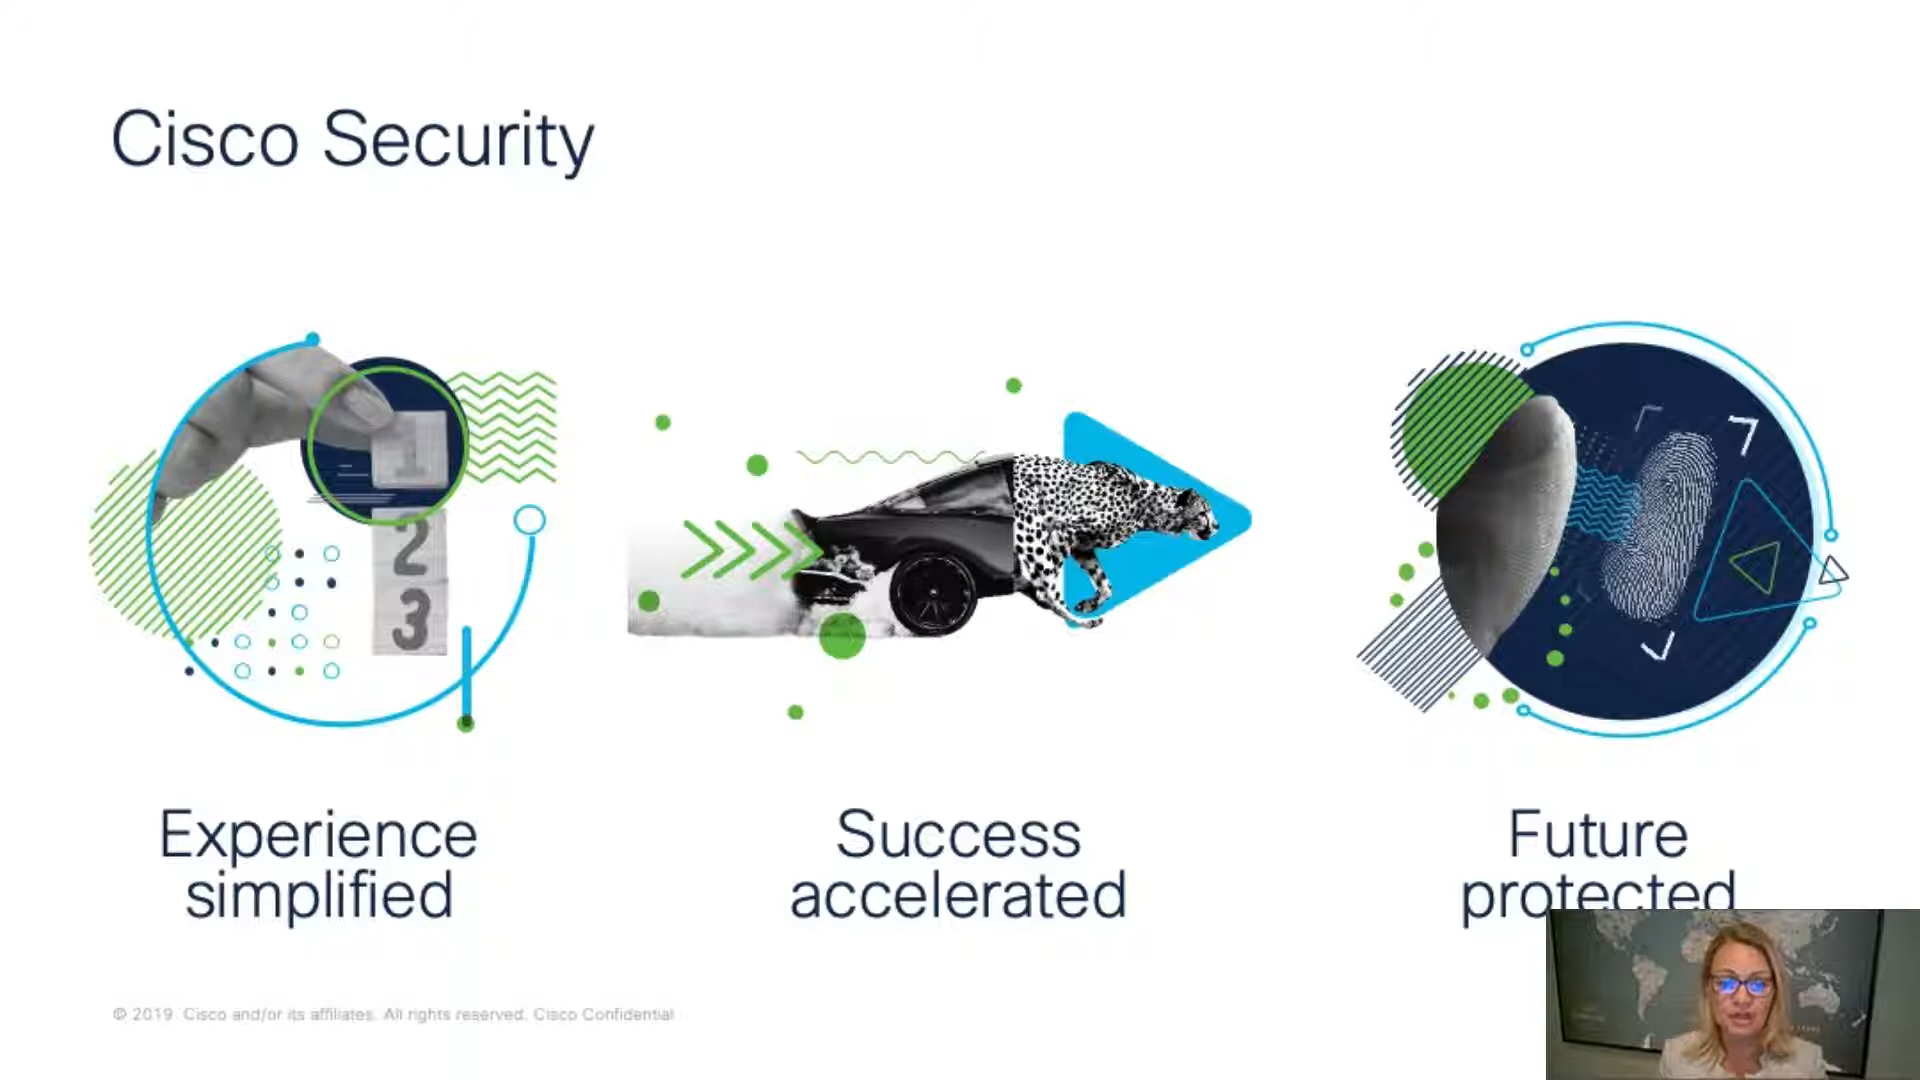 Cisco Security
1
2
3
Experience
simplified
Success
accelerated
Future
protected
© 2019 Cisco and/or its affiliates. All rights reserved. Cisco Confidential